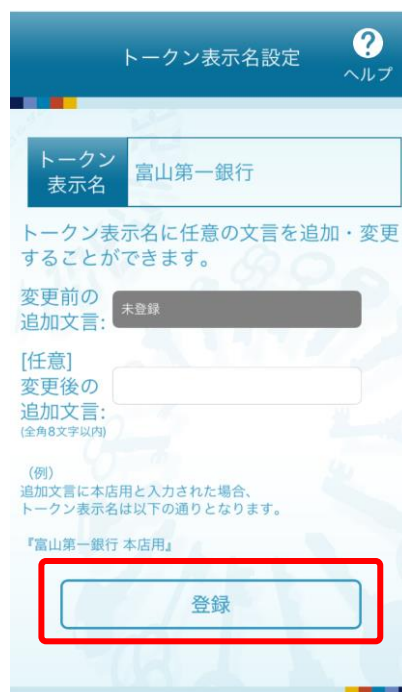 トークン表示名設定
?
ヘルプ
トークン
表示名
富山第一銀行
トークン表示名に任意の文言を追加・変更
することができます。
変更前の
追加文言:
未登録
[任意]
変更後の
追加文言:
(全角8文字以内)
(例)
追加文言に本店用と入力された場合、
トークン表示名は以下の通りとなります。
『富山第一銀行 本店用』
登録